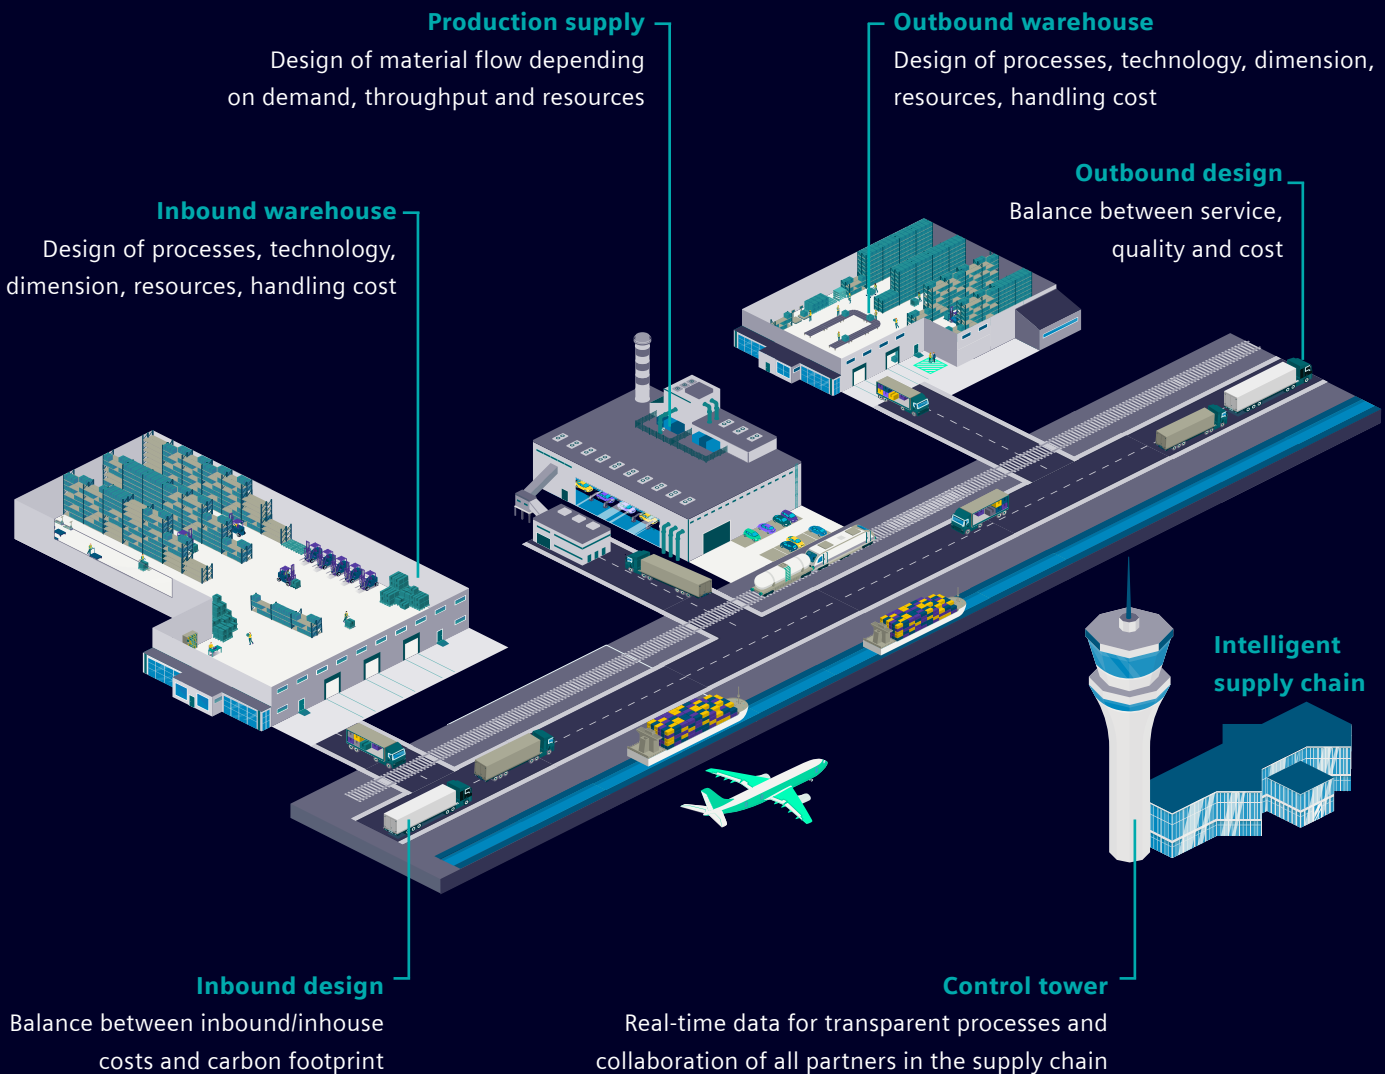 Production supply
Design of material flow depending
on demand, throughput and resources
Outbound warehouse
Design of processes, technology, dimension,
resources, handling cost
Outbound design
Balance between service,
quality and cost
Inbound warehouse
Design of processes, technology,
dimension, resources, handling cost
Intelligent
supply chain
Inbound design
Balance between inbound/inhouse
costs and carbon footprint
Control tower
Real-time data for transparent processes and
collaboration of all partners in the supply chain